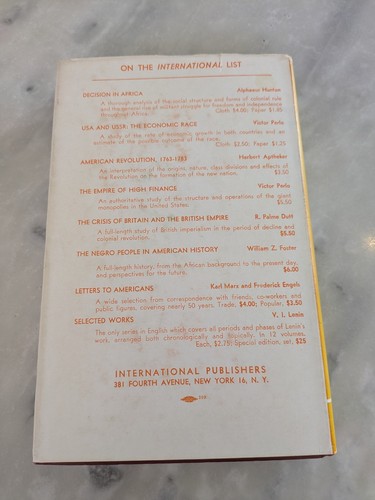 ON THE INTERNATIONAL LIST
DECISION IN AFRICA Alphaeus Hunton
A thorough analysis of the social structure and forms of colonial rule
and the general rise of militant struggle for freedom and independence
throughout Africa. Cloth $4.00; Paper $1.85
USA AND USSR: THE ECONOMIC RACE Victor Perlo
A study of the rate of economic growth in both countries and an
estimate of the possible outcome of the race.
Cloth $2.50; Paper $1.25
AMERICAN REVOLUTION, 1763-1783 Herbert Aptheker
An interpretation of the origins, nature, class divisions and effects of
the Revolution to the formation of the new nation. $3.50
THE EMPIRE OF HIGH FINANCE Victor Perlo
An authoritative study of the structure and operations of the giant
monopolies in the United States. $5.50
THE CRISIS OF BRITAIN AND THE BRITISH EMPIRE R. Palme Dutt
A full-length study of British imperialism in the period of decline and
colonial revolution. $5.50
THE NEGRO PEOPLE IN AMERICAN HISTORY William Z. Foster
A full-length history, from the African background to the present day,
and perspectives for the future. $6.00
LETTERS TO AMERICANS Karl Marx and Frederick Engels
A wide selection from correspondence with friends, co-workers and
public figures, covering nearly 50 years. Trade, $4.00; Popular, $3.50
SELECTED WORKS V. I. Lenin
The only series in English which covers all periods and phases of Lenin's
work, arranged both chronologically and topically. In 12 volumes.
Each, $2.75; Special edition, set, $25
INTERNATIONAL PUBLISHERS
381 FOURTH AVENUE, NEW YORK 16, N. Y.